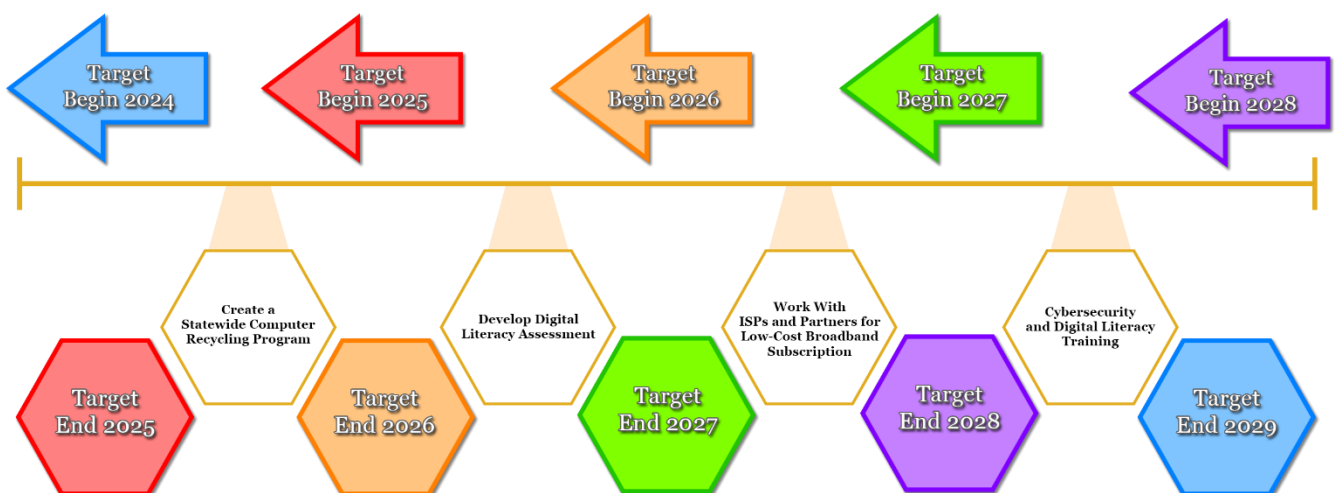 Target
Begin 2024
Target
Begin 2025
Target
Begin 2026
Target
Begin 2027
Target
Begin 2028
Create a
Statewide Computer
Recycling Program
Develop Digital
Literacy Assessment
Work With
ISPs and Partners for
Low-Cost Broadband
Subscription
Cybersecurity
and Digital Literacy
Training
Target
End 2025
Target
End 2026
Target
End 2027
Target
End 2028
Target
End 2029